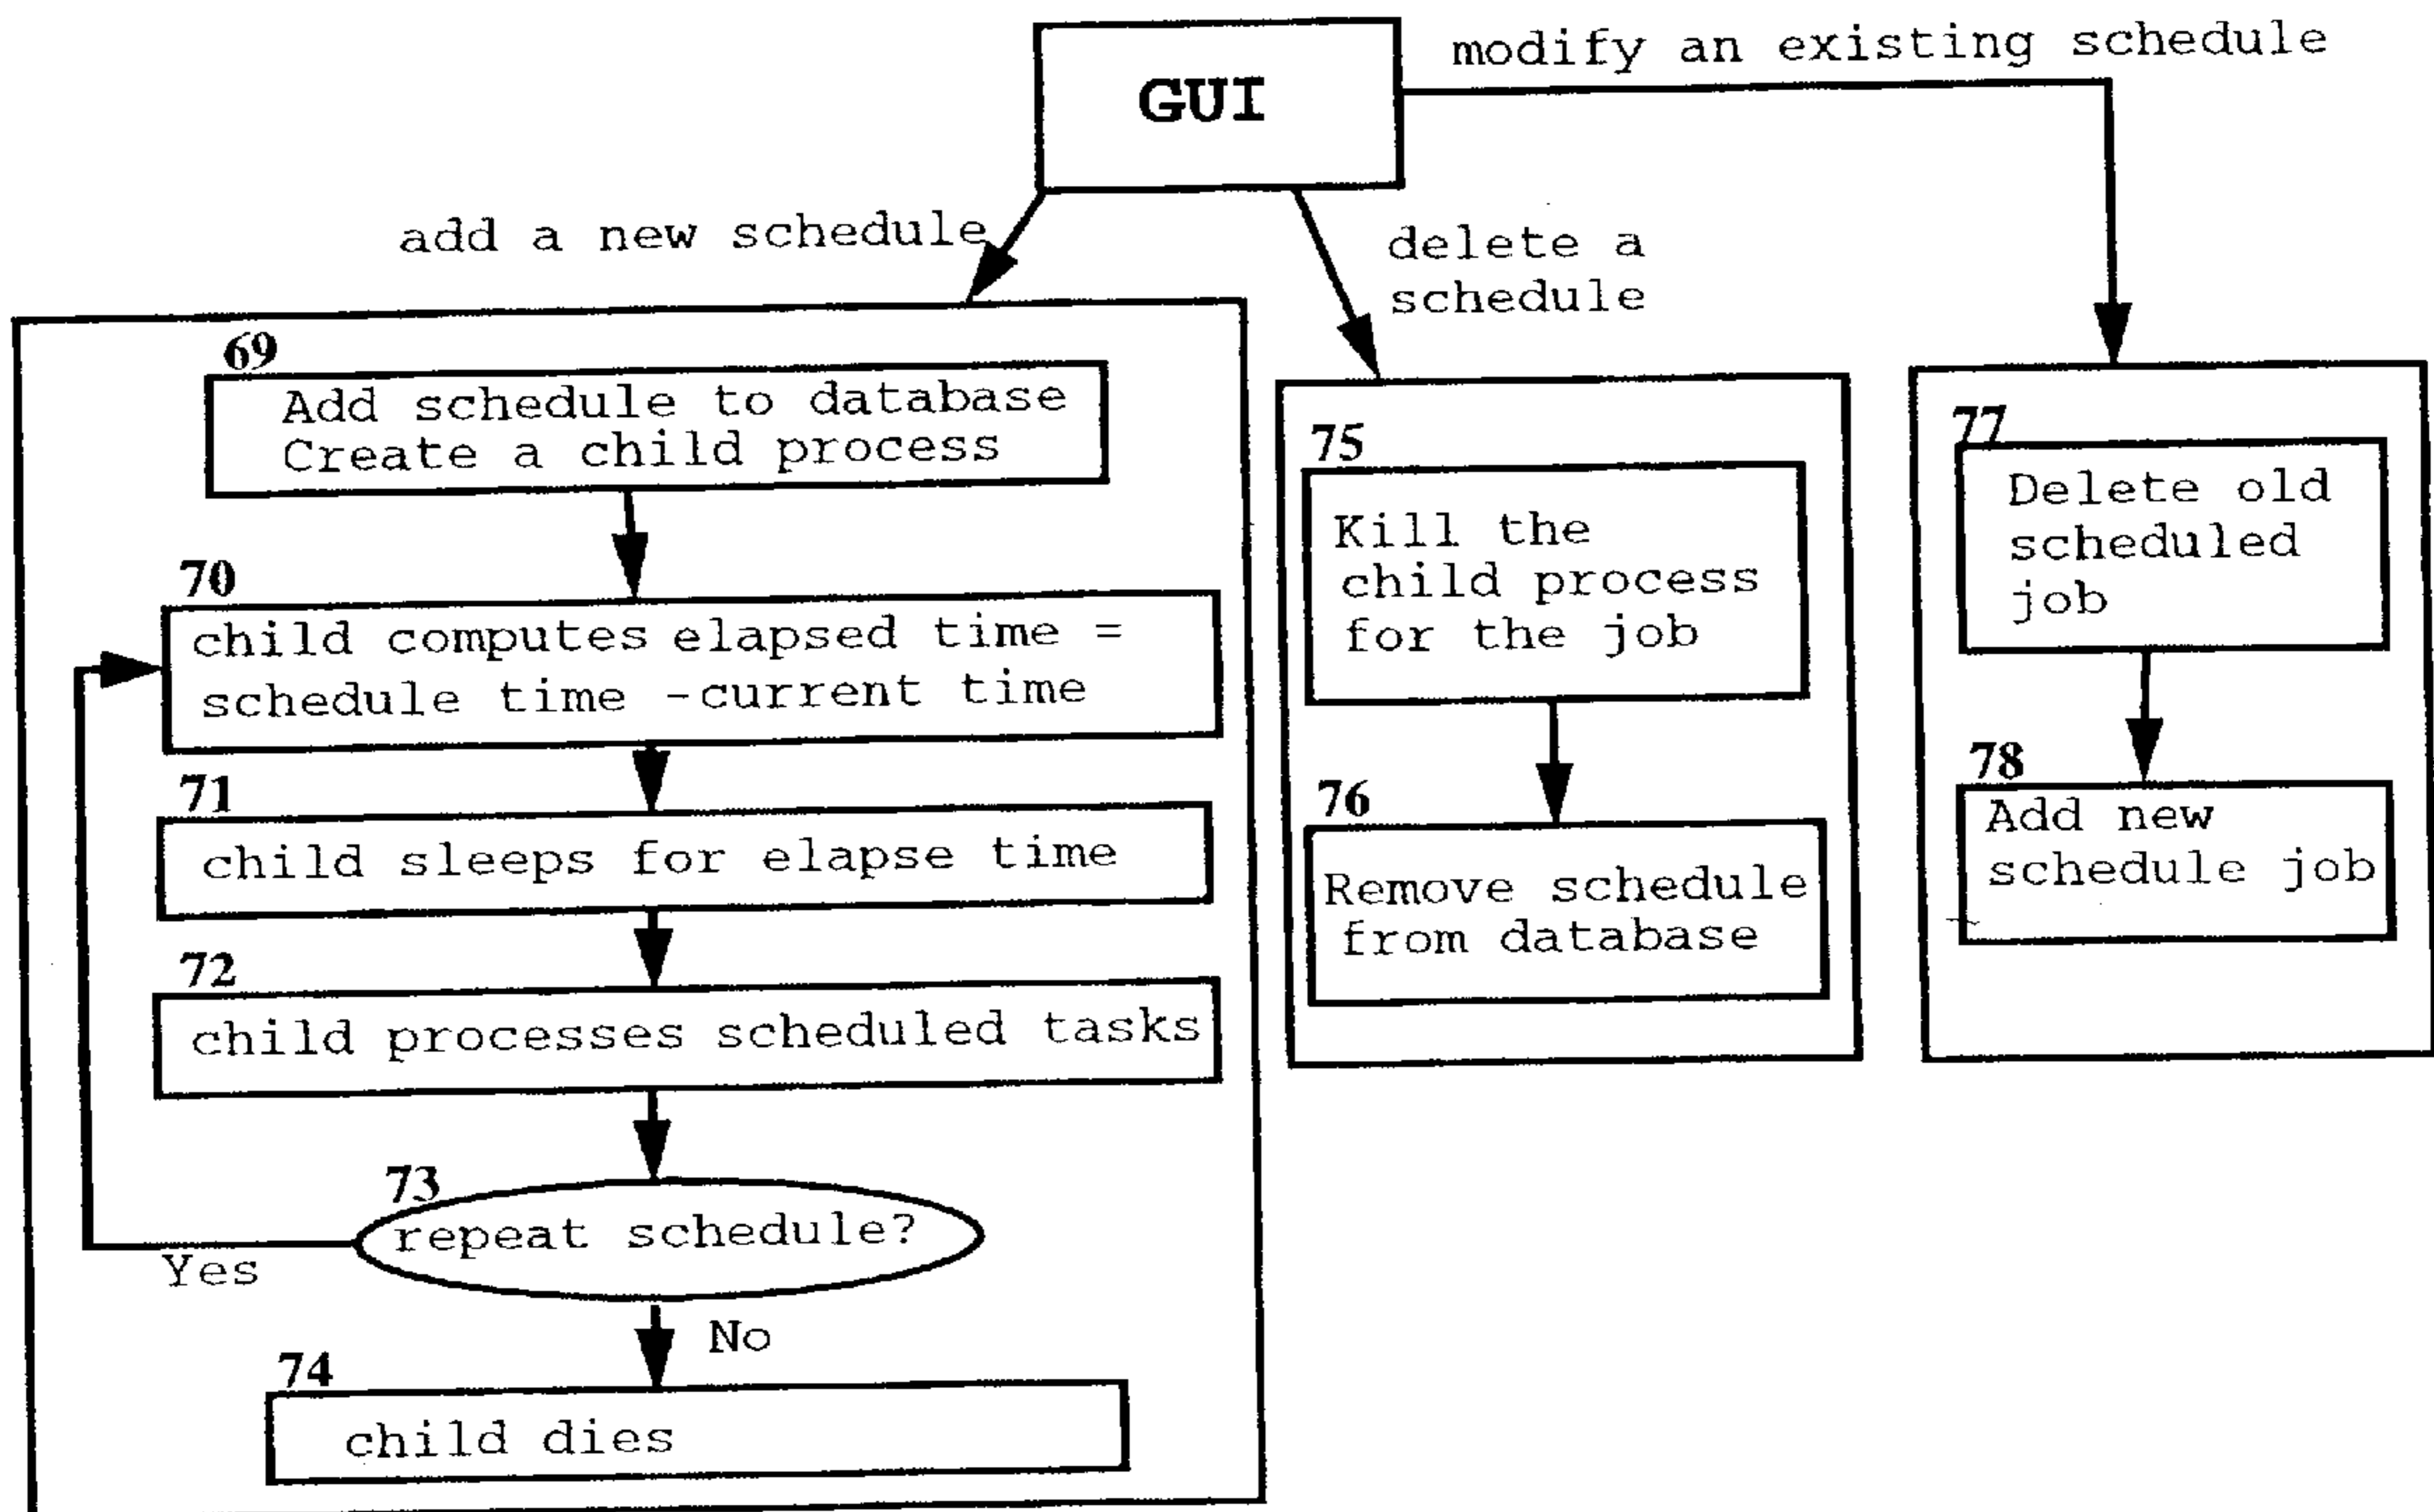 GUI
modify an existing schedule
add a new schedule
delete a
schedule
69
Add schedule to database
Create a child process
70
child computes elapsed time =
schedule time -current time
71
child sleeps for elapse time
72
child processes scheduled tasks
73
repeat schedule?
Yes
No
74
child dies
75
Kill the
child process
for the job
76
Remove schedule
from database
77
Delete old
scheduled
job
78
Add new
schedule job